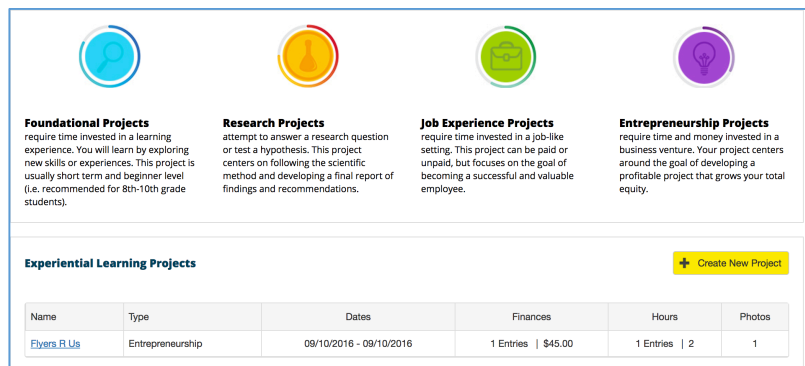 Foundational Projects
require time invested in a learning
experience. You will learn by exploring
new skills or experiences. This project is
usually short term and beginner level
(i.e. recommended for 8th-10th grade
students).
Research Projects
attempt to answer a research question
or test a hypothesis. This project
centers on following the scientific
method and developing a final report of
findings and recommendations.
Job Experience Projects
require time invested in a job-like
setting. This project can be paid or
unpaid, but focuses on the goal of
becoming a successful and valuable
employee.
Entrepreneurship Projects
require time and money invested in a
business venture. Your project centers
around the goal of developing a
profitable project that grows your total
equity.
Experiential Learning Projects
+ Create New Project
Name Type Dates Finances Hours Photos
Flyers R Us Entrepreneurship 09/10/2016 - 09/10/2016 1 Entries | $45.00 1 Entries | 2 1